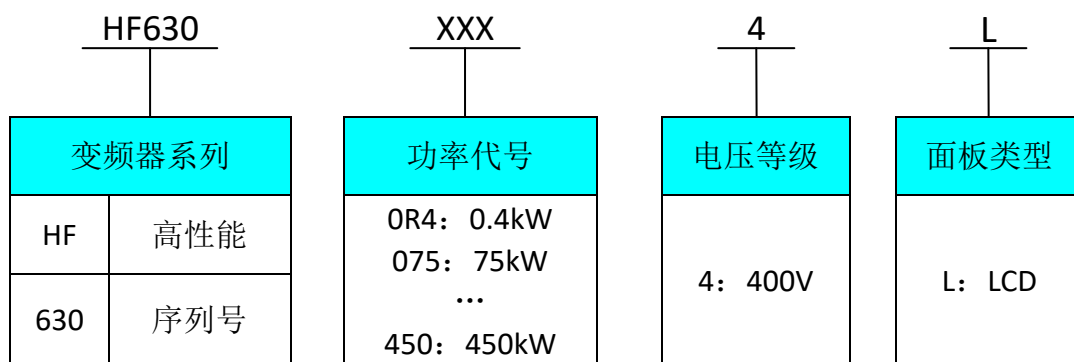 HF630 XXX 4 L
变频器系列 功率代号 电压等级 面板类型
HF 高性能
630 序列号
0R4：0.4kW
075：75kW
...
450：450kW
4：400V
L：LCD